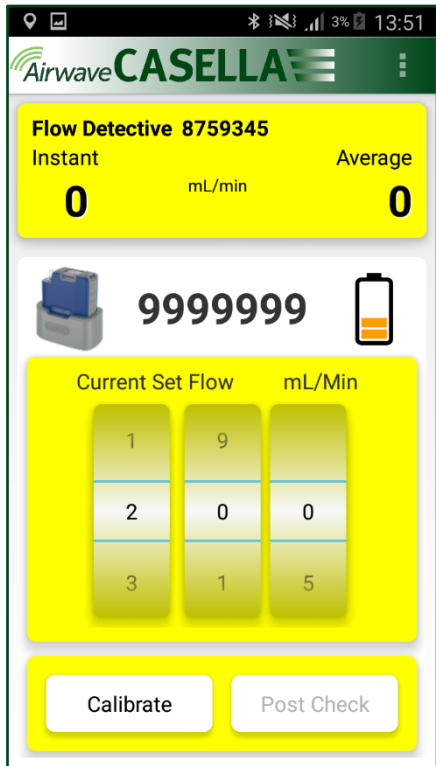 3% 13:51
Airwave CASELLA
Flow Detective 8759345
Instant Average
0 mL/min 0
9999999
Current Set Flow mL/Min
1 9
2 0 0
3 1 5
Calibrate Post Check